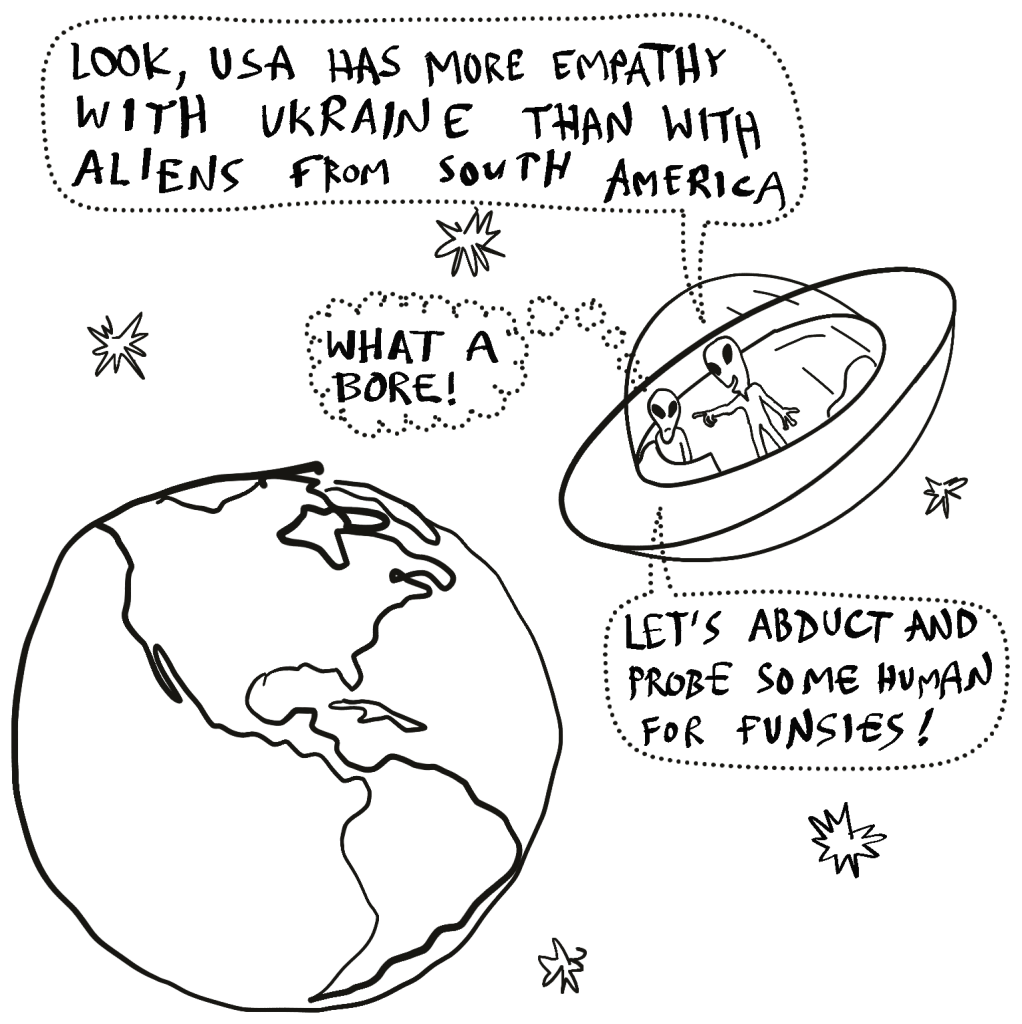 LOOK, USA HAS MORE EMPATHY
WITH UKRAINE THAN WITH
ALIENS FROM SOUTH AMERICA
WHAT A
BORE!
LET'S ABDUCT AND
PROBE SOME HUMAN
FOR FUNSIES!